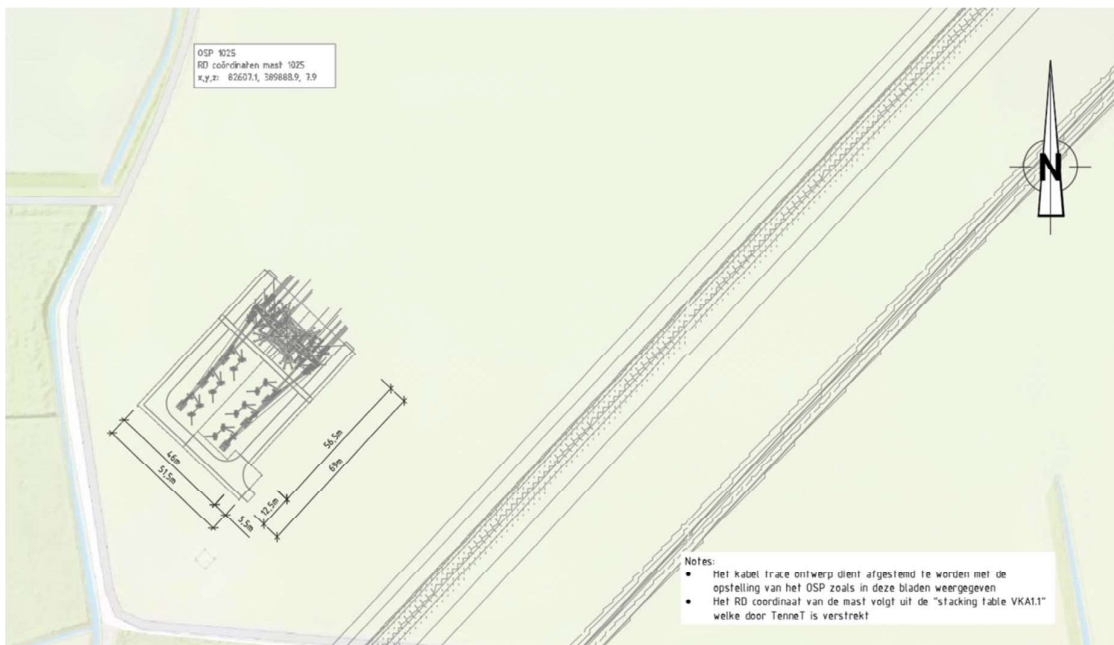 OSP 1025
RD coördinaten mast 1025
x,y,z: 82607.1, 389888.9, 7.9
N
56,5m
69m
46m
51,5m
12,5m
5,5m
Notes:
• Het kabel trace ontwerp dient afgestemd te worden met de
opstelling van het OSP zoals in deze bladen weergegeven
• Het RD coordinaat van de mast volgt uit de "stacking table VKA1.1"
welke door TenneT is verstrekt